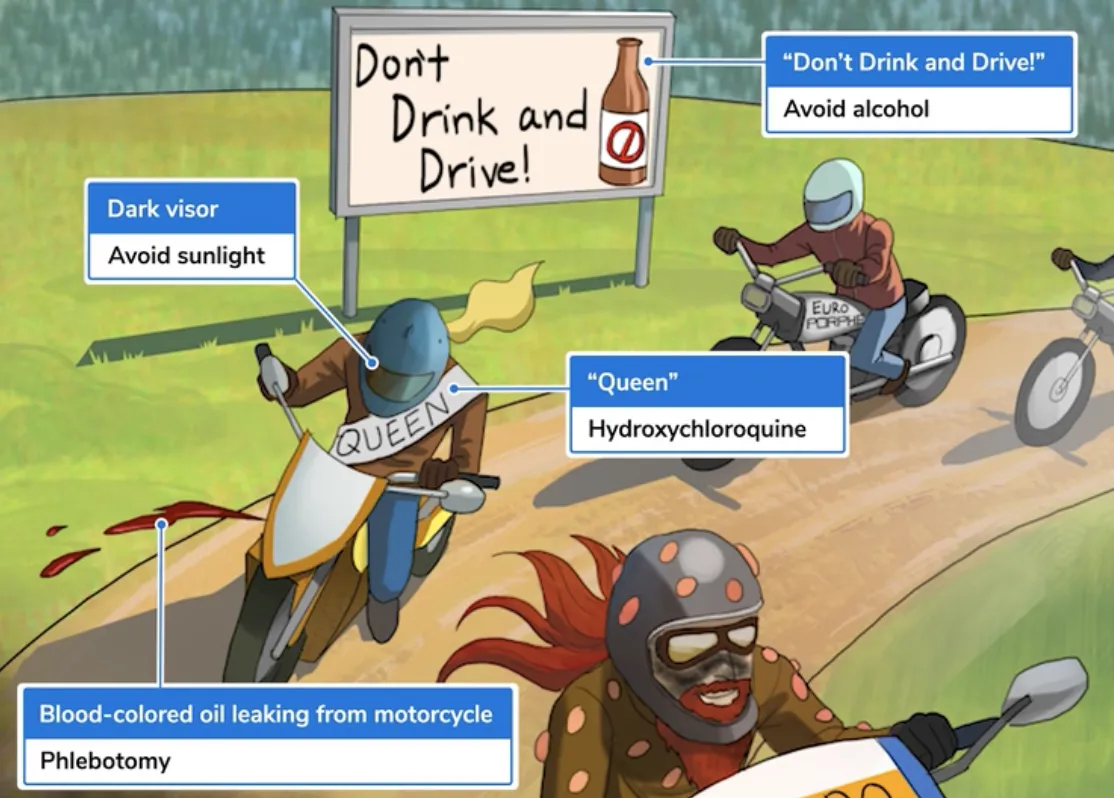 Don't
Drink and
Drive!
"Don't Drink and Drive!"
Avoid alcohol
Dark visor
Avoid sunlight
EURO
PORPHE
"Queen"
Hydroxychloroquine
QUEEN
Blood-colored oil leaking from motorcycle
Phlebotomy